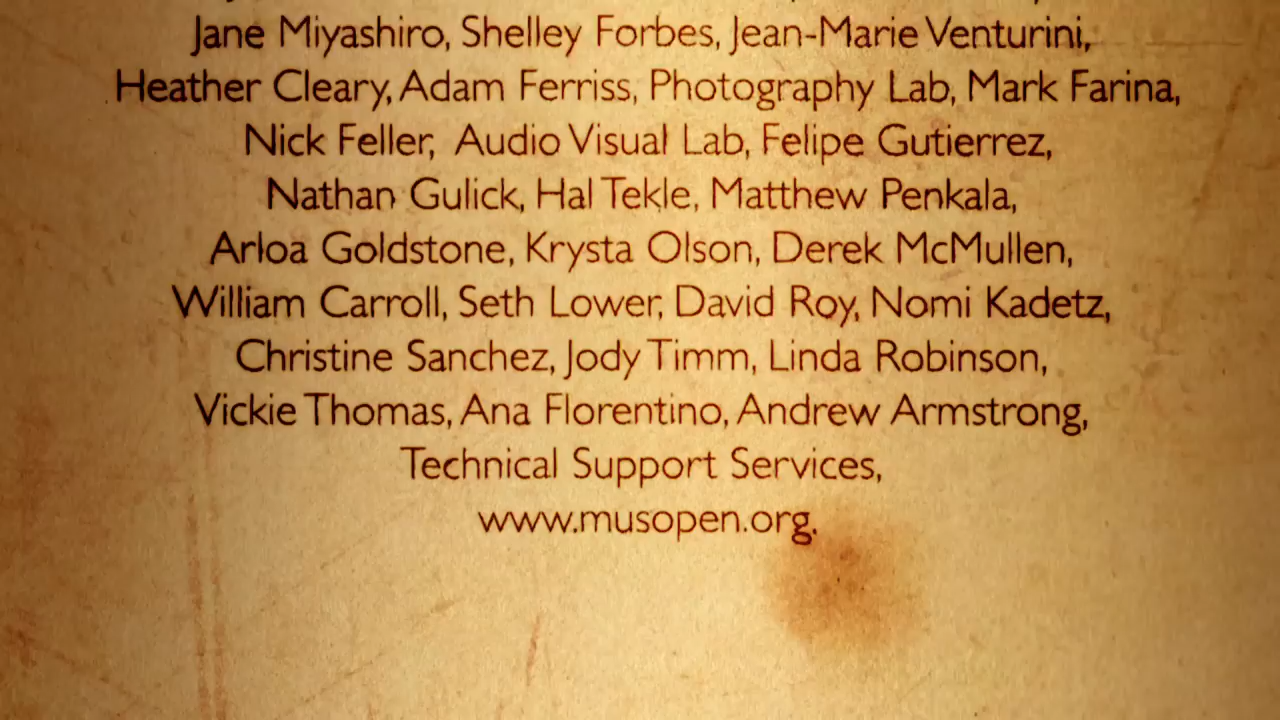 Jane Miyashiro, Shelley Forbes, Jean-Marie Venturini,
Heather Cleary, Adam Ferriss, Photography Lab, Mark Farina,
Nick Feller, Audio Visual Lab, Felipe Gutierrez,
Nathan Gulick, Hal Tekle, Matthew Penkala,
Arloa Goldstone, Krysta Olson, Derek McMullen,
William Carroll, Seth Lower, David Roy, Nomi Kadetz,
Christine Sanchez, Jody Timm, Linda Robinson,
Vickie Thomas, Ana Florentino, Andrew Armstrong,
Technical Support Services,
www.musopen.org.